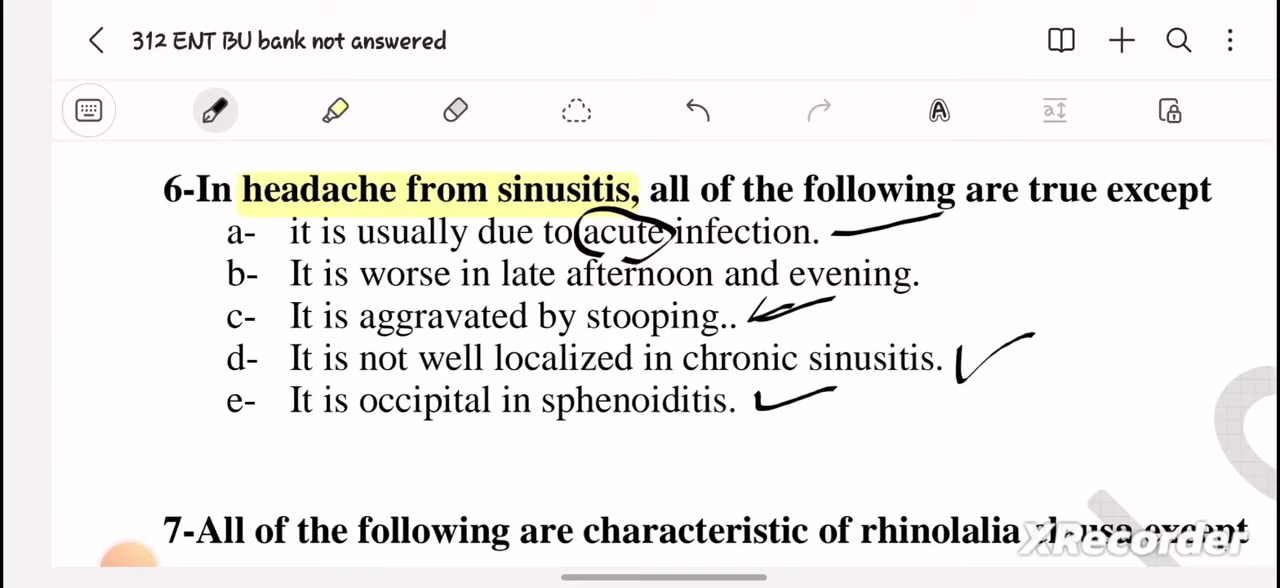 312 ENT BU bank not answered
6-In headache from sinusitis, all of the following are true except
a- it is usually due to acute infection.
b- It is worse in late afternoon and evening.
c- It is aggravated by stooping..
d- It is not well localized in chronic sinusitis.
e- It is occipital in sphenoiditis.
7-All of the following are characteristic of rhinolalia except
XRecorder